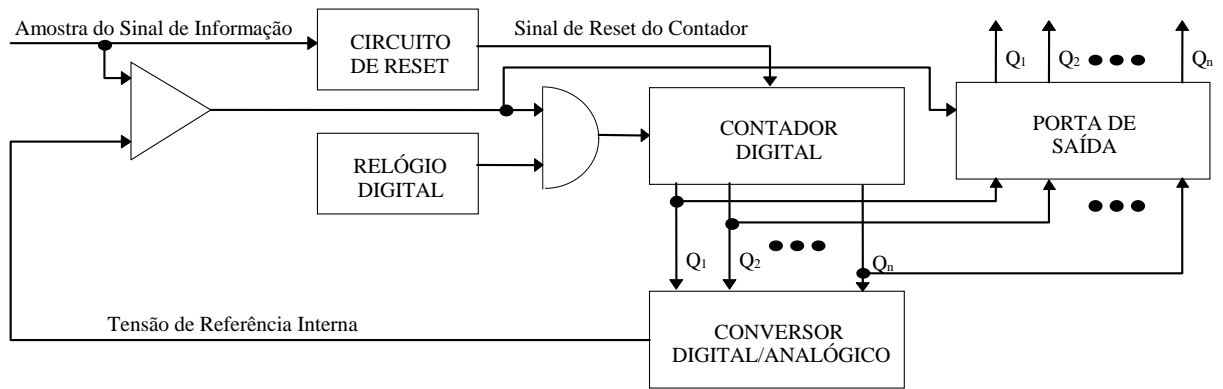 Amostra do Sinal de Informação
CIRCUITO
DE RESET
Sinal de Reset do Contador
Q1
Q2
Qn
RELÓGIO
DIGITAL
CONTADOR
DIGITAL
PORTA DE
SAÍDA
Q1
Q2
Qn
Tensão de Referência Interna
CONVERSOR
DIGITAL/ANALÓGICO